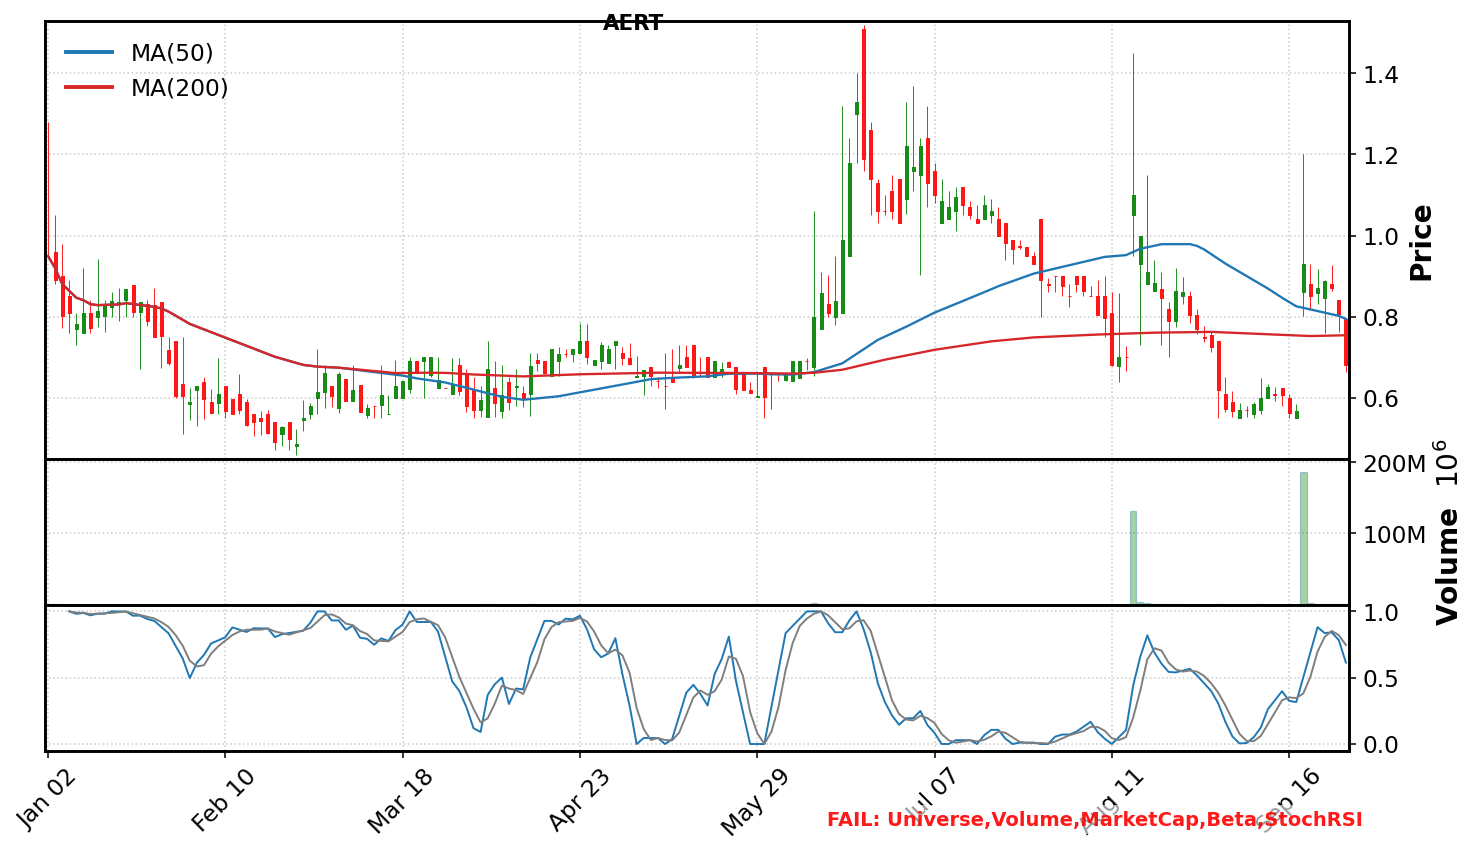 AERT
MA(50)
MA(200)
1.4
1.2
1.0
0.8
0.6
Price
200M
100M
Volume 10^6
1.0
0.5
0.0
Jan 02
Feb 10
Mar 18
Apr 23
May 29
Jul 07
Aug 11
Sep 16
FAIL: Universe,Volume,MarketCap,Beta,StochRSI